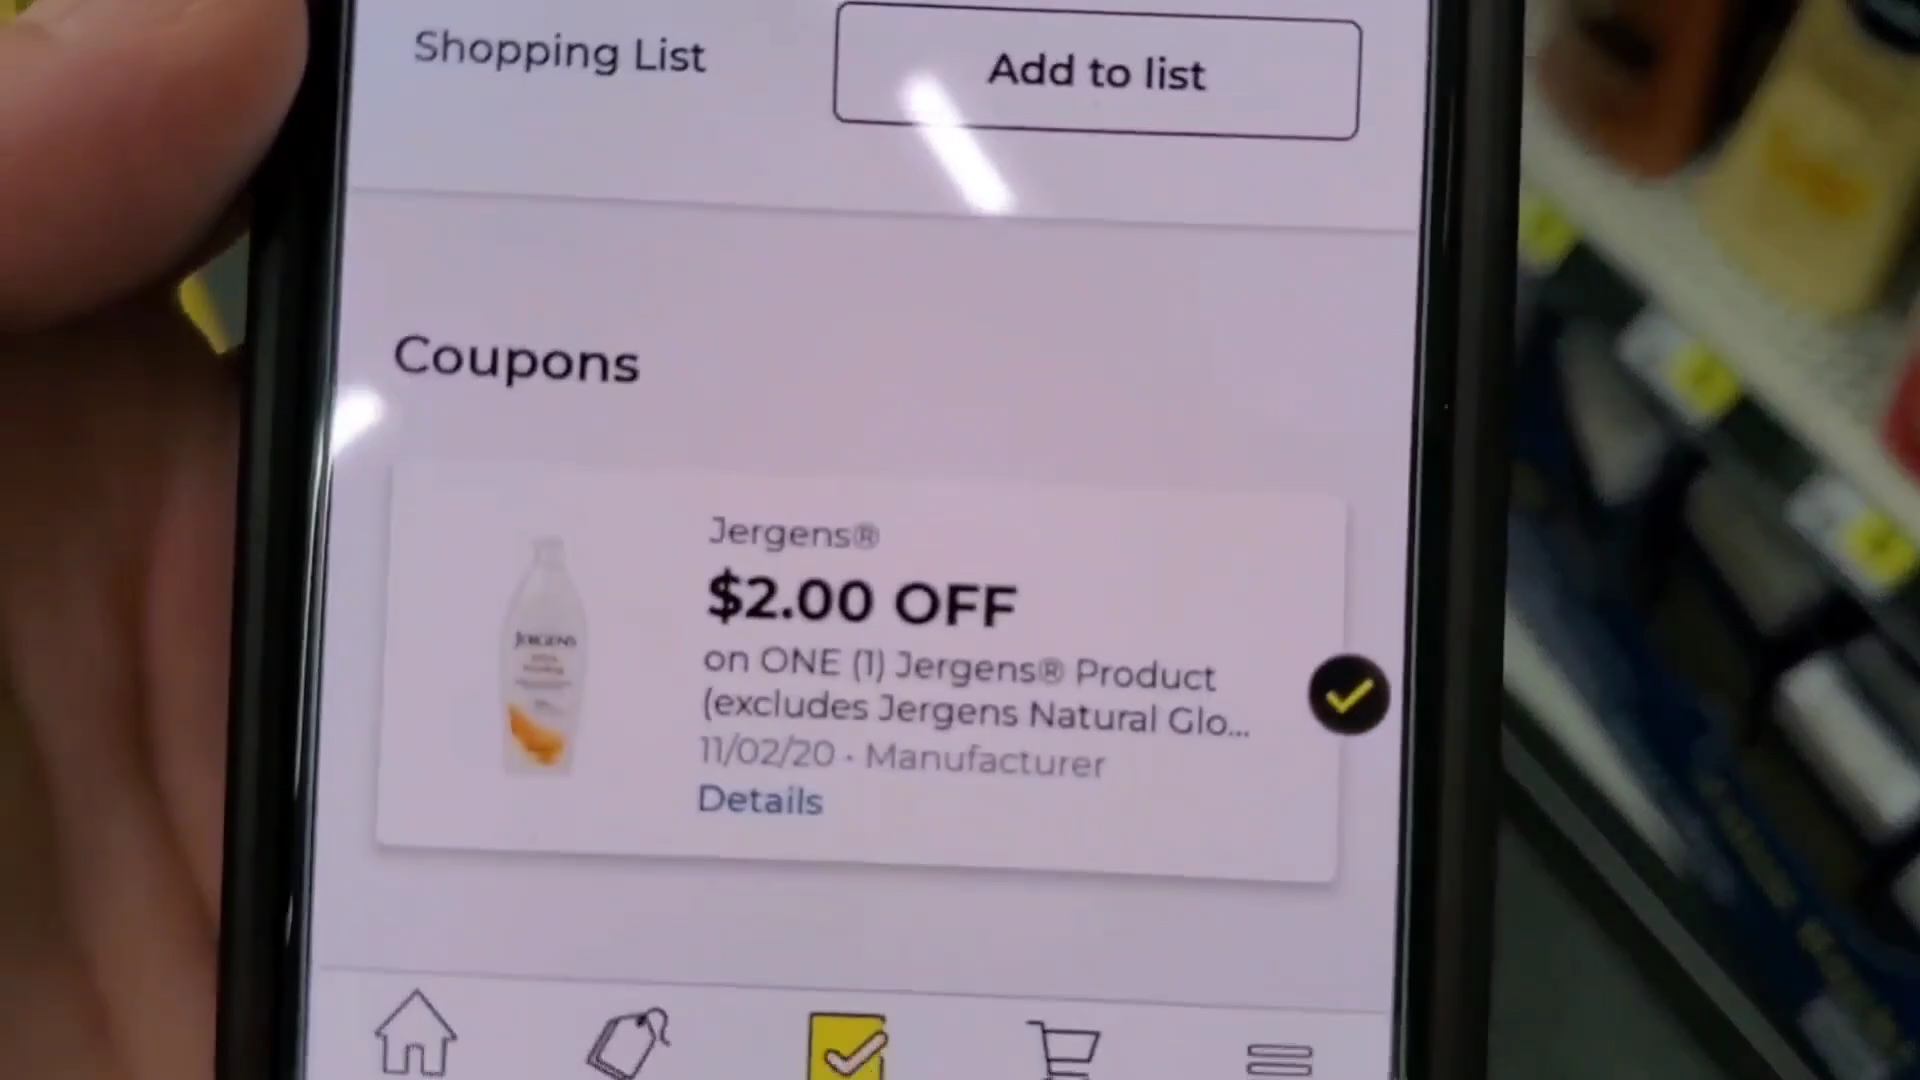 Shopping List
Add to list
Coupons
Jergens®
$2.00 OFF
on ONE (1) Jergens® Product
(excludes Jergens Natural Glo...
11/02/20 · Manufacturer
Details
JERGENS